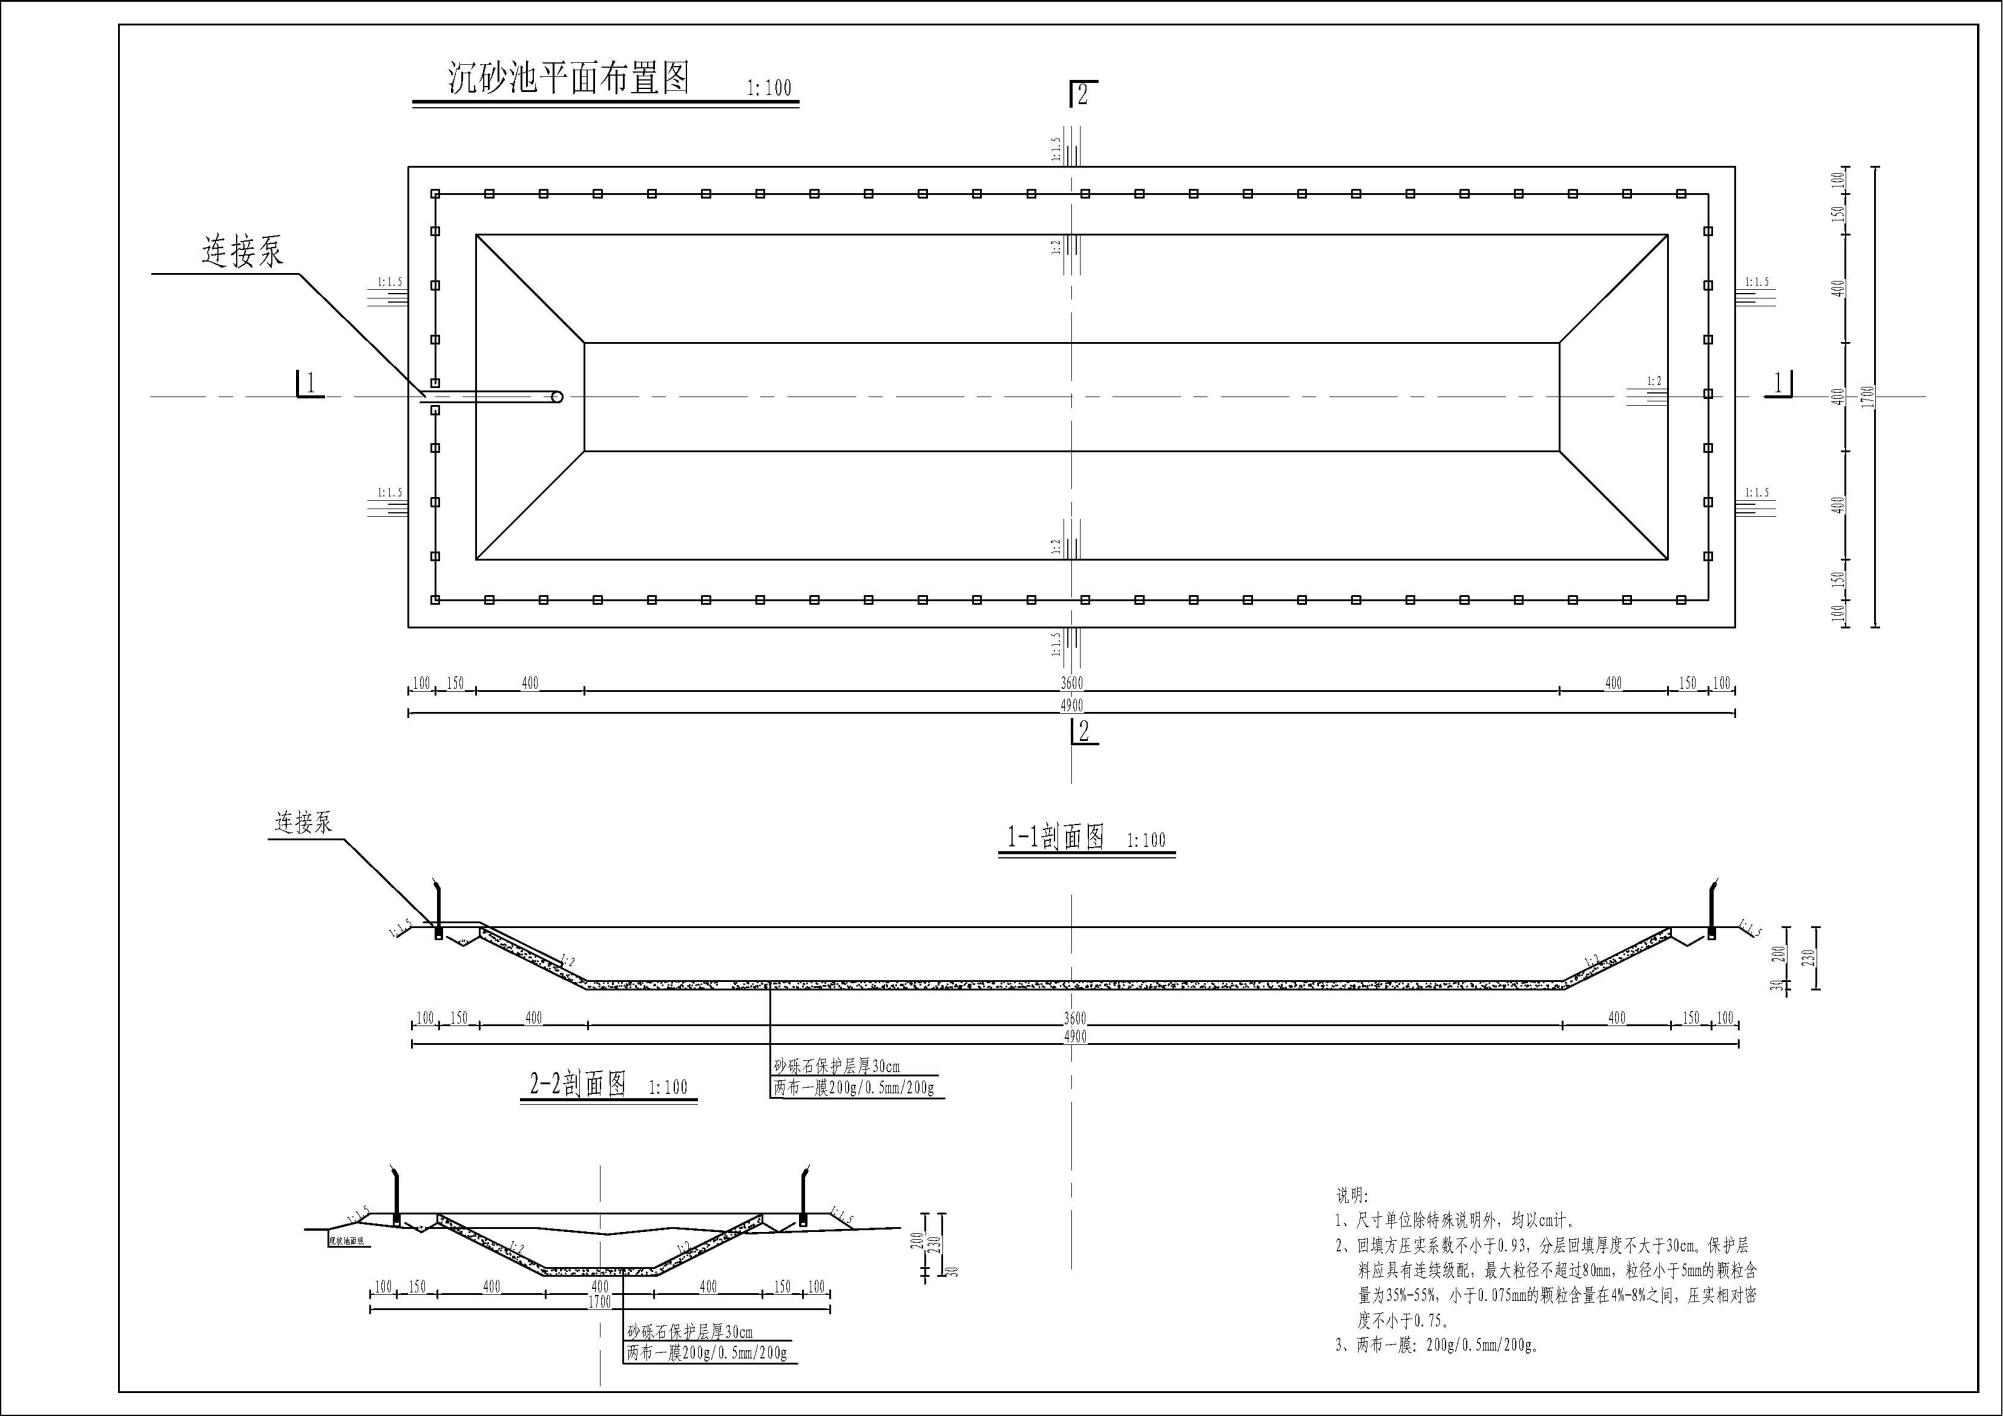 沉砂池平面布置图 1:100
2
1:1.5
100
150
连接泵
1:2
1:1.5
1:1.5
400
1
1:2
1
400
1700
1:1.5
1:1.5
400
1:2
150
1:1.5
100
100 150 400 3600 400 150 100
4900
2
连接泵
1-1剖面图 1:100
1:1.5
1:1.5
1:2
1:2
200
230
30
100 150 400 3600 400 150 100
4900
砂砾石保护层厚30cm
两布一膜200g/0.5mm/200g
2-2剖面图 1:100
1:1.5
1:1.5
现状地面线
1:2
1:2
200
230
30
100 150 400 400 400 150 100
1700
砂砾石保护层厚30cm
两布一膜200g/0.5mm/200g
说明:
1、尺寸单位除特殊说明外，均以cm计。
2、回填方压实系数不小于0.93，分层回填厚度不大于30cm。保护层
料应具有连续级配，最大粒径不超过80mm，粒径小于5mm的颗粒含
量为35%-55%，小于0.075mm的颗粒含量在4%-8%之间，压实相对密
度不小于0.75。
3、两布一膜：200g/0.5mm/200g。